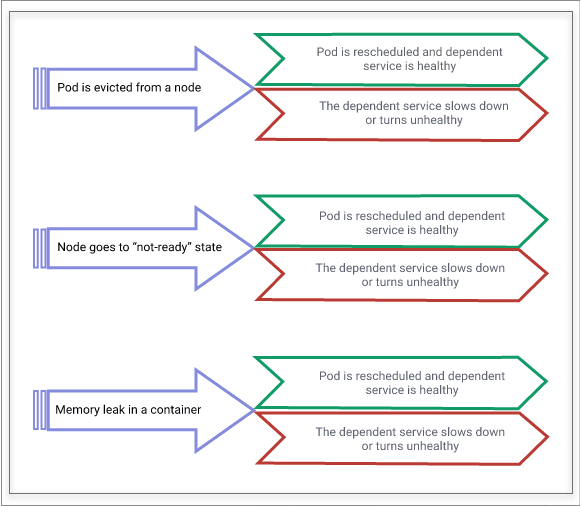 Pod is evicted from a node
Pod is rescheduled and dependent
service is healthy
The dependent service slows down
or turns unhealthy
Node goes to “not-ready” state
Pod is rescheduled and dependent
service is healthy
The dependent service slows down
or turns unhealthy
Memory leak in a container
Pod is rescheduled and dependent
service is healthy
The dependent service slows down
or turns unhealthy